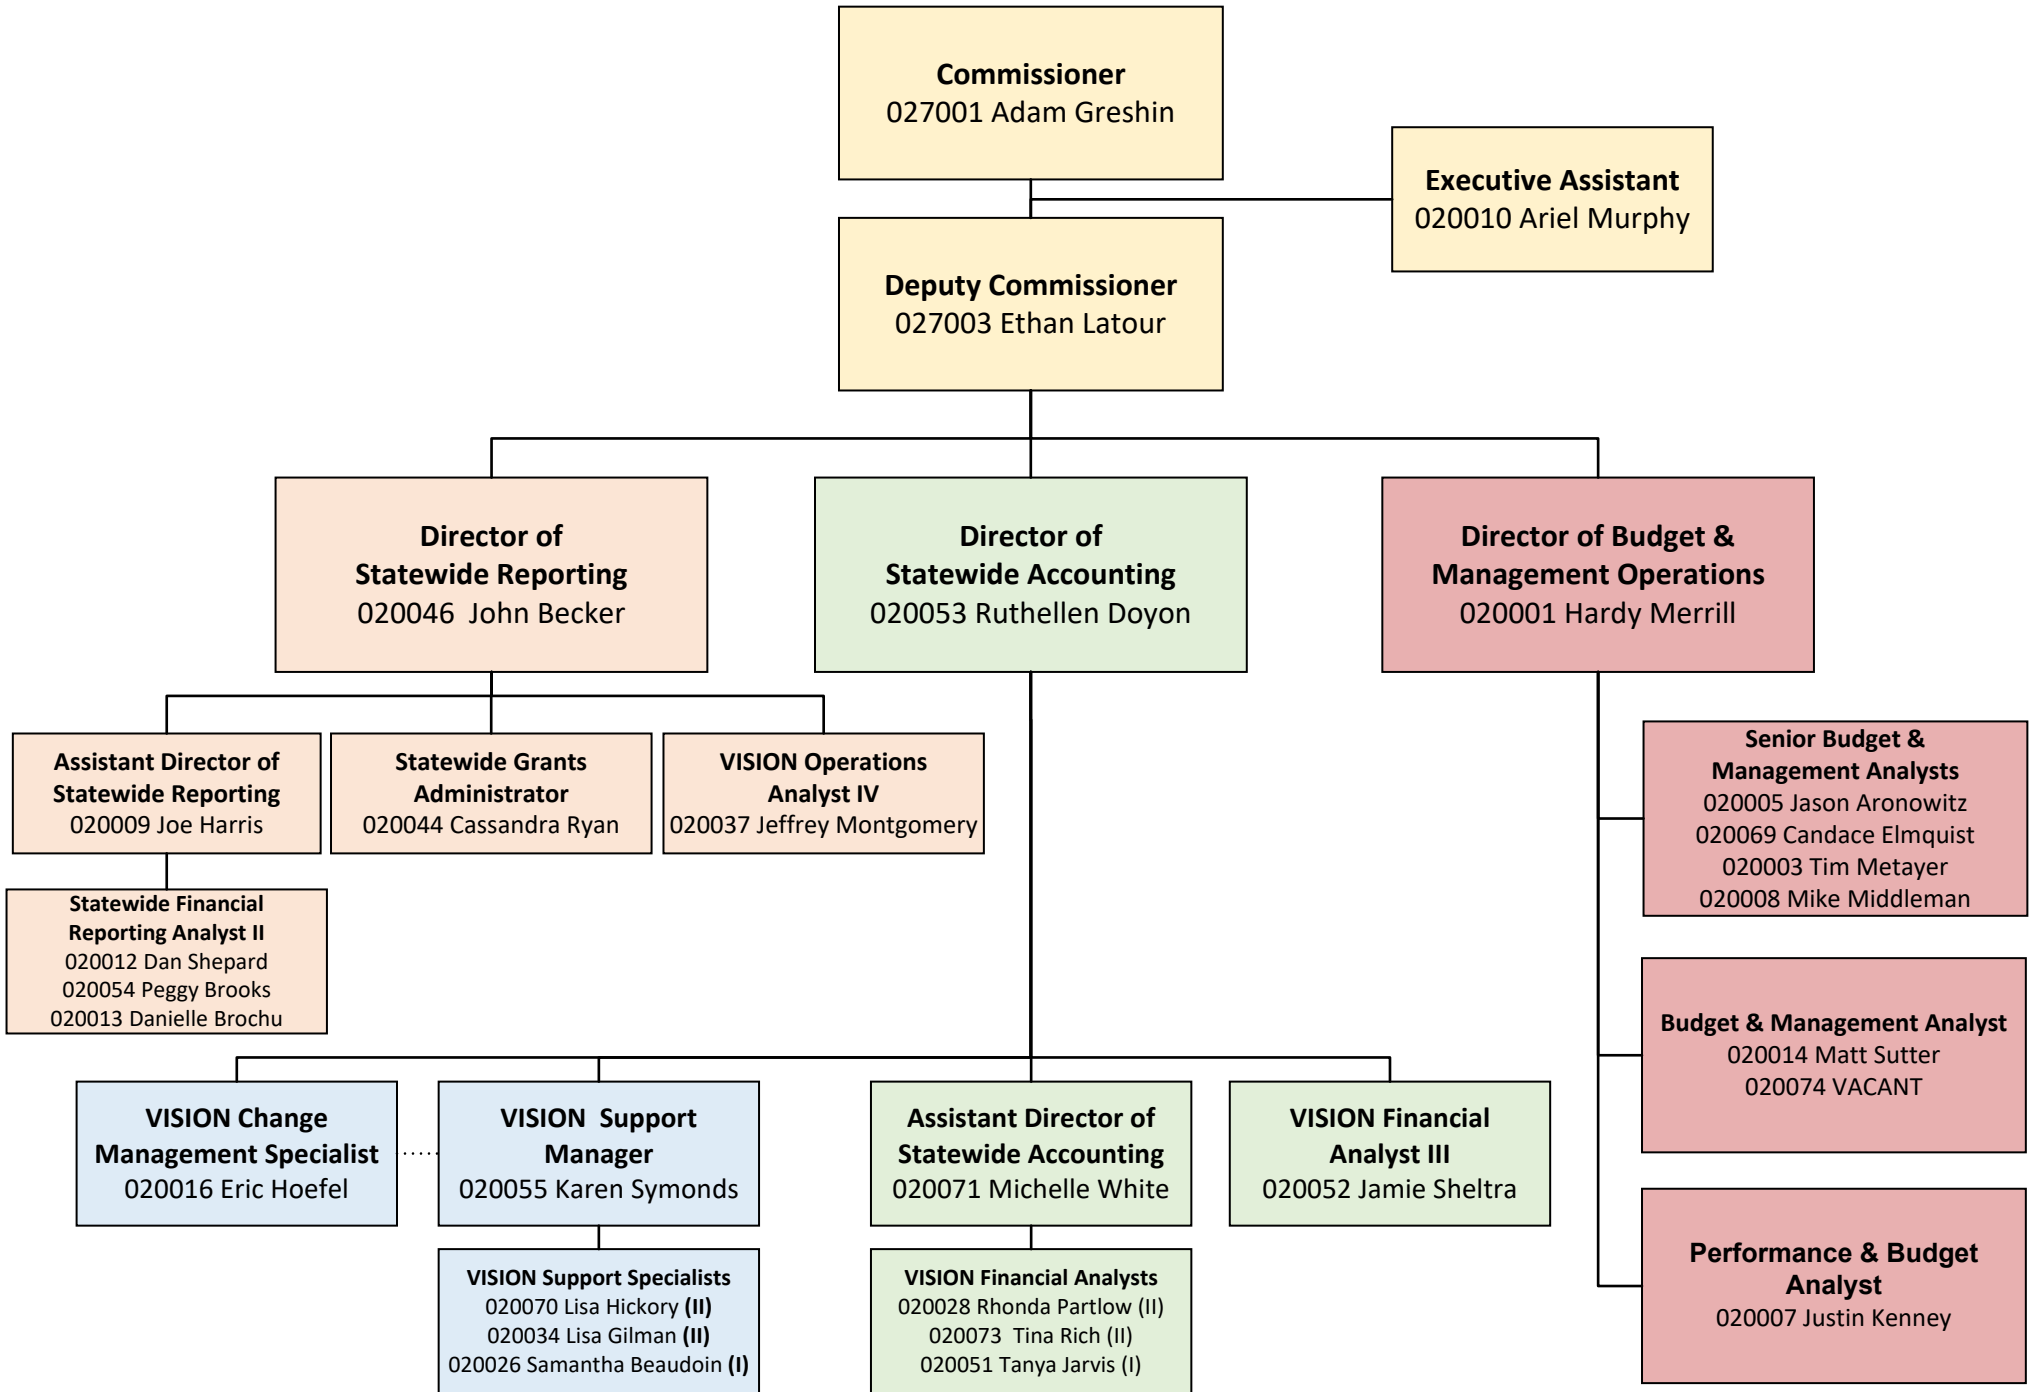 Commissioner
027001 Adam Greshin
Executive Assistant
020010 Ariel Murphy
Deputy Commissioner
027003 Ethan Latour
Director of
Statewide Reporting
020046  John Becker
Director of
Statewide Accounting
020053 Ruthellen Doyon
Director of Budget &
Management Operations
020001 Hardy Merrill
Assistant Director of
Statewide Reporting
020009 Joe Harris
Statewide Grants
Administrator
020044 Cassandra Ryan
VISION Operations
Analyst IV
020037 Jeffrey Montgomery
Senior Budget &
Management Analysts
020005 Jason Aronowitz
020069 Candace Elmquist
020003 Tim Metayer
020008 Mike Middleman
Statewide Financial
Reporting Analyst II
020012 Dan Shepard
020054 Peggy Brooks
020013 Danielle Brochu
Budget & Management Analyst
020014 Matt Sutter
020074 VACANT
VISION Change
Management Specialist
020016 Eric Hoefel
VISION  Support
Manager
020055 Karen Symonds
Assistant Director of
Statewide Accounting
020071 Michelle White
VISION Financial
Analyst III
020052 Jamie Sheltra
Performance & Budget
Analyst
020007 Justin Kenney
VISION Support Specialists
020070 Lisa Hickory (II)
020034 Lisa Gilman (II)
020026 Samantha Beaudoin (I)
VISION Financial Analysts
020028 Rhonda Partlow (II)
020073  Tina Rich (II)
020051 Tanya Jarvis (I)